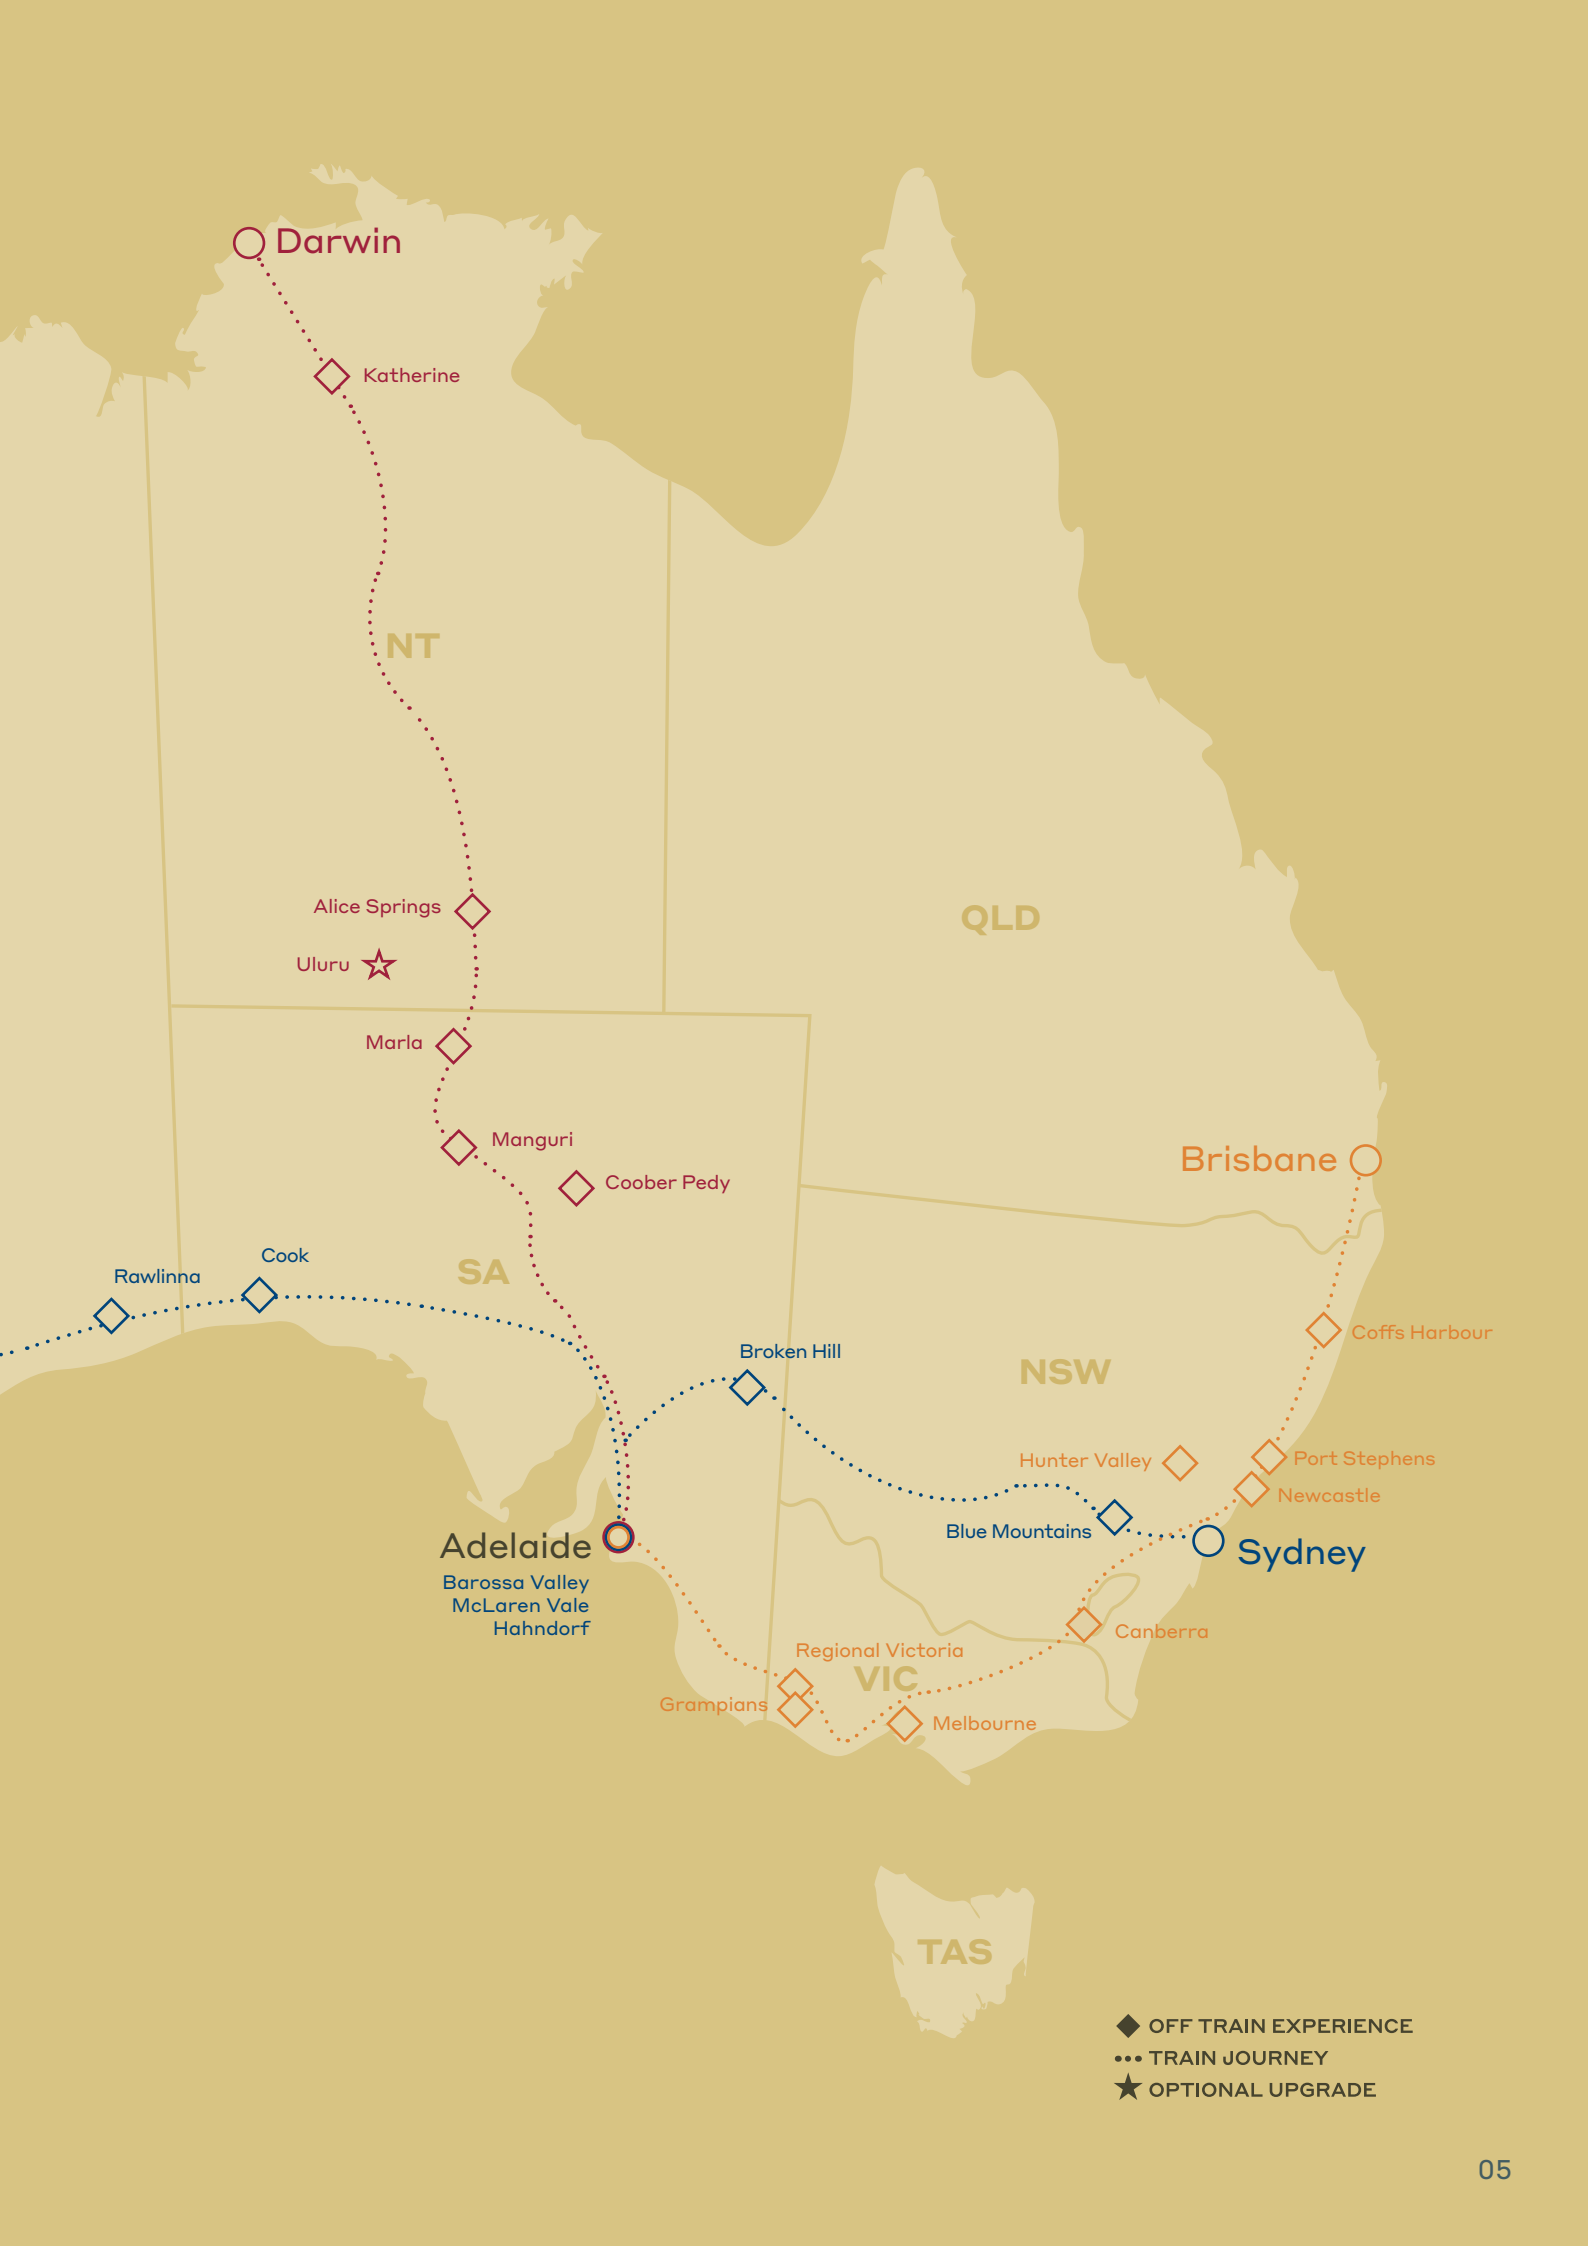 Darwin
Katherine
NT
Alice Springs
QLD
Uluru
Marla
Manguri
Brisbane
Coober Pedy
Cook
SA
Rawlinna
Coffs Harbour
Broken Hill
NSW
Hunter Valley
Port Stephens
Newcastle
Blue Mountains
Adelaide
Sydney
Barossa Valley
McLaren Vale
Hahndorf
Canberra
Regional Victoria
VIC
Grampians
Melbourne
TAS
OFF TRAIN EXPERIENCE
TRAIN JOURNEY
OPTIONAL UPGRADE
05